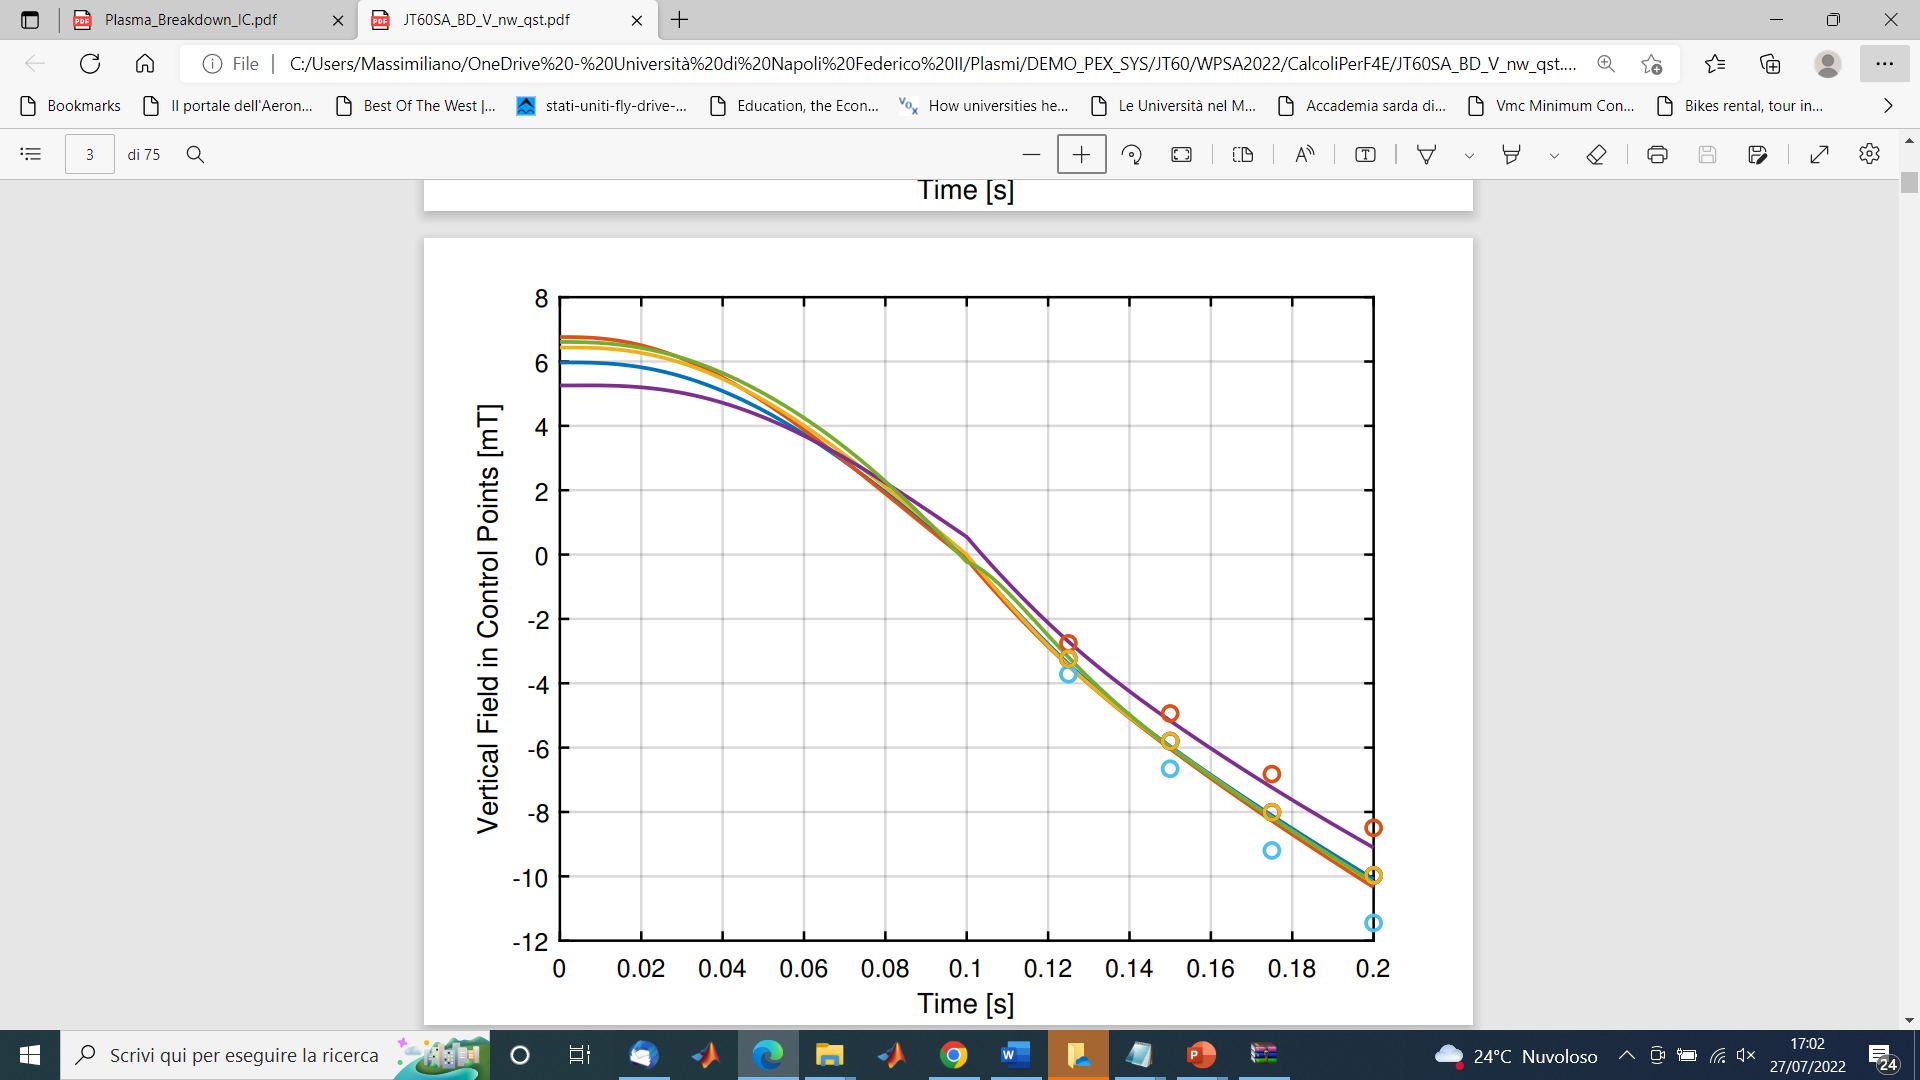 Plasma_Breakdown_IC.pdf
JT60SA_BD_V_nw_qst.pdf
File
C:/Users/Massimiliano/OneDrive%20-%20Università%20di%20Napoli%20Federico%20II/Plasmi/DEMO_PEX_SYS/JT60/WPSA2022/CalcoliPerF4E/JT60SA_BD_V_nw_qst....
Bookmarks
Il portale dell'Aeron...
Best Of The West |...
stati-uniti-fly-drive-...
Education, the Econ...
How universities he...
Le Università nel M...
Accademia sarda di...
Vmc Minimum Con...
Bikes rental, tour in...
3 di 75
Time [s]
Vertical Field in Control Points [mT]
8
6
4
2
0
-2
-4
-6
-8
-10
-12
0 0.02 0.04 0.06 0.08 0.1 0.12 0.14 0.16 0.18 0.2
Time [s]
Scrivi qui per eseguire la ricerca
24°C Nuvoloso
17:02
27/07/2022
24